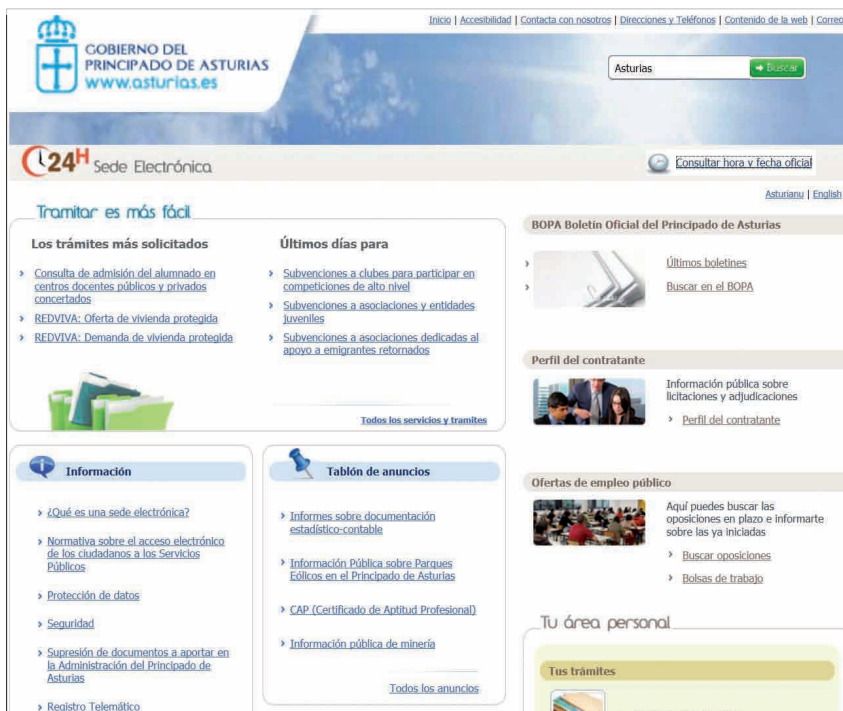 Inicio | Accesibilidad | Contacta con nosotros | Direcciones y Teléfonos | Contenido de la web | Correo
GOBIERNO DEL
PRINCIPADO DE ASTURIAS
www.asturias.es
Asturias
Buscar
24H Sede Electrónica
Consultar hora y fecha oficial
Asturianu | English
Tramitar es más fácil
Los trámites más solicitados
Consulta de admisión del alumnado en
centros docentes públicos y privados
concertados
REDVIVA: Oferta de vivienda protegida
REDVIVA: Demanda de vivienda protegida
Últimos días para
Subvenciones a clubes para participar en
competiciones de alto nivel
Subvenciones a asociaciones y entidades
juveniles
Subvenciones a asociaciones dedicadas al
apoyo a emigrantes retornados
Todos los servicios y tramites
BOPA Boletín Oficial del Principado de Asturias
Últimos boletines
Buscar en el BOPA
Perfil del contratante
Información pública sobre
licitaciones y adjudicaciones
Perfil del contratante
Información
¿Qué es una sede electrónica?
Normativa sobre el acceso electrónico
de los ciudadanos a los Servicios
Públicos
Protección de datos
Seguridad
Supresión de documentos a aportar en
la Administración del Principado de
Asturias
Registro Telemático
Tablón de anuncios
Informes sobre documentación
estadístico-contable
Información Pública sobre Parques
Eólicos en el Principado de Asturias
CAP (Certificado de Aptitud Profesional)
Información pública de minería
Todos los anuncios
Ofertas de empleo público
Aquí puedes buscar las
oposiciones en plazo e informarte
sobre las ya iniciadas
Buscar oposiciones
Bolsas de trabajo
Tu área personal
Tus trámites